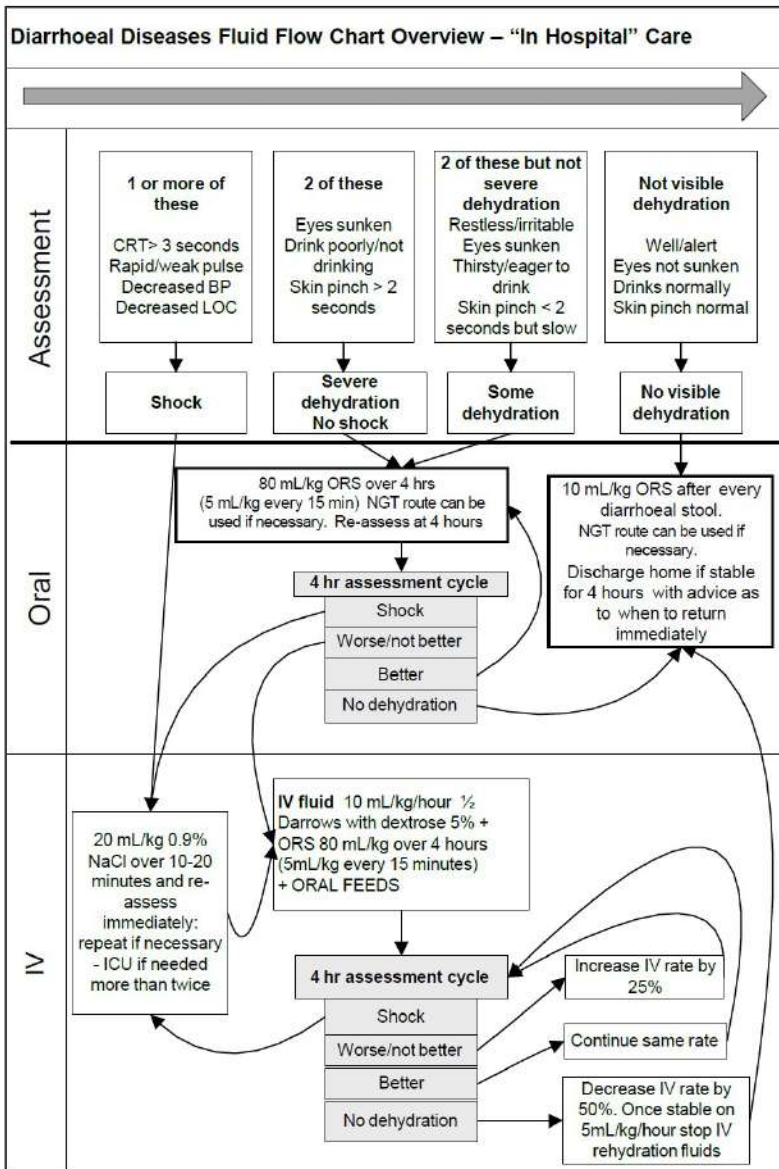 Diarrhoeal Diseases Fluid Flow Chart Overview – “In Hospital” Care
Assessment
1 or more of
these
CRT> 3 seconds
Rapid/weak pulse
Decreased BP
Decreased LOC
2 of these
Eyes sunken
Drink poorly/not
drinking
Skin pinch > 2
seconds
2 of these but not
severe
dehydration
Restless/irritable
Eyes sunken
Thirsty/eager to
drink
Skin pinch < 2
seconds but slow
Not visible
dehydration
Well/alert
Eyes not sunken
Drinks normally
Skin pinch normal
Shock
Severe
dehydration
No shock
Some
dehydration
No visible
dehydration
Oral
80 mL/kg ORS over 4 hrs
(5 mL/kg every 15 min) NGT route can be
used if necessary. Re-assess at 4 hours
10 mL/kg ORS after every
diarrhoeal stool.
NGT route can be used if
necessary.
Discharge home if stable
for 4 hours with advice as
to when to return
immediately
4 hr assessment cycle
Shock
Worse/not better
Better
No dehydration
IV
20 mL/kg 0.9%
NaCl over 10-20
minutes and re-
assess
immediately:
repeat if necessary
- ICU if needed
more than twice
IV fluid 10 mL/kg/hour ½
Darrows with dextrose 5% +
ORS 80 mL/kg over 4 hours
(5mL/kg every 15 minutes)
+ ORAL FEEDS
4 hr assessment cycle
Shock
Worse/not better
Better
No dehydration
Increase IV rate by
25%
Continue same rate
Decrease IV rate by
50%. Once stable on
5mL/kg/hour stop IV
rehydration fluids